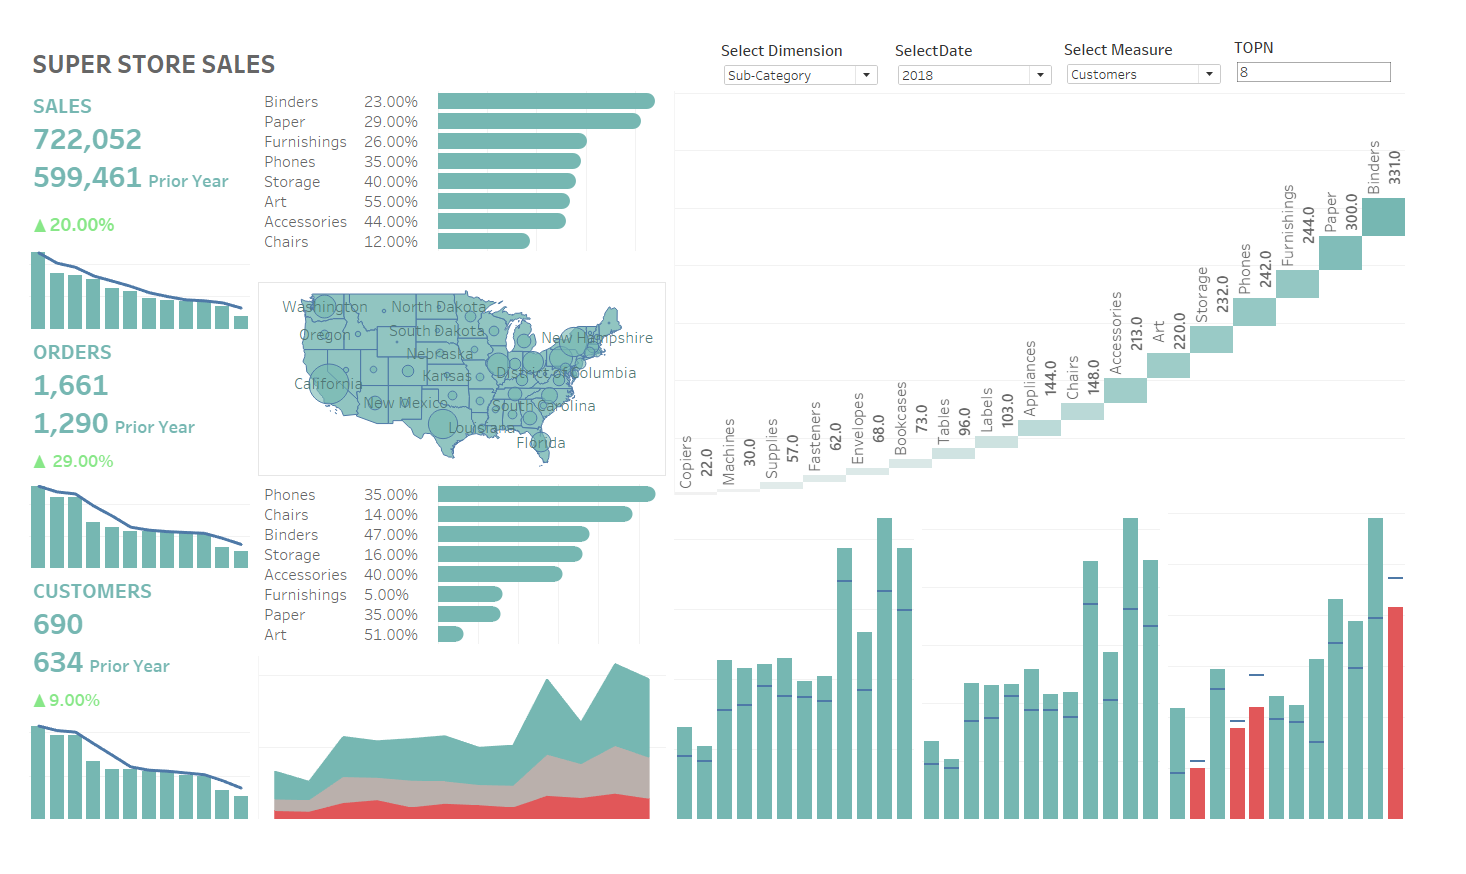 SUPER STORE SALES
Select Dimension
Sub-Category
SelectDate
2018
Select Measure
Customers
TOPN
8
SALES
722,052
599,461 Prior Year
▲20.00%
ORDERS
1,661
1,290 Prior Year
▲ 29.00%
CUSTOMERS
690
634 Prior Year
▲9.00%
Binders 23.00%
Paper 29.00%
Furnishings 26.00%
Phones 35.00%
Storage 40.00%
Art 55.00%
Accessories 44.00%
Chairs 12.00%
Washington
North Dakota
Oregon
South Dakota
New Hampshire
Nebraska
California
Kansas
District of Columbia
New Mexico
South Carolina
Louisiana
Florida
Phones 35.00%
Chairs 14.00%
Binders 47.00%
Storage 16.00%
Accessories 40.00%
Furnishings 5.00%
Paper 35.00%
Art 51.00%
Copiers
22.0
Machines
30.0
Supplies
57.0
Fasteners
62.0
Envelopes
68.0
Bookcases
73.0
Tables
96.0
Labels
103.0
Appliances
144.0
Chairs
148.0
Accessories
213.0
Art
220.0
Storage
232.0
Phones
242.0
Furnishings
244.0
Paper
300.0
Binders
331.0